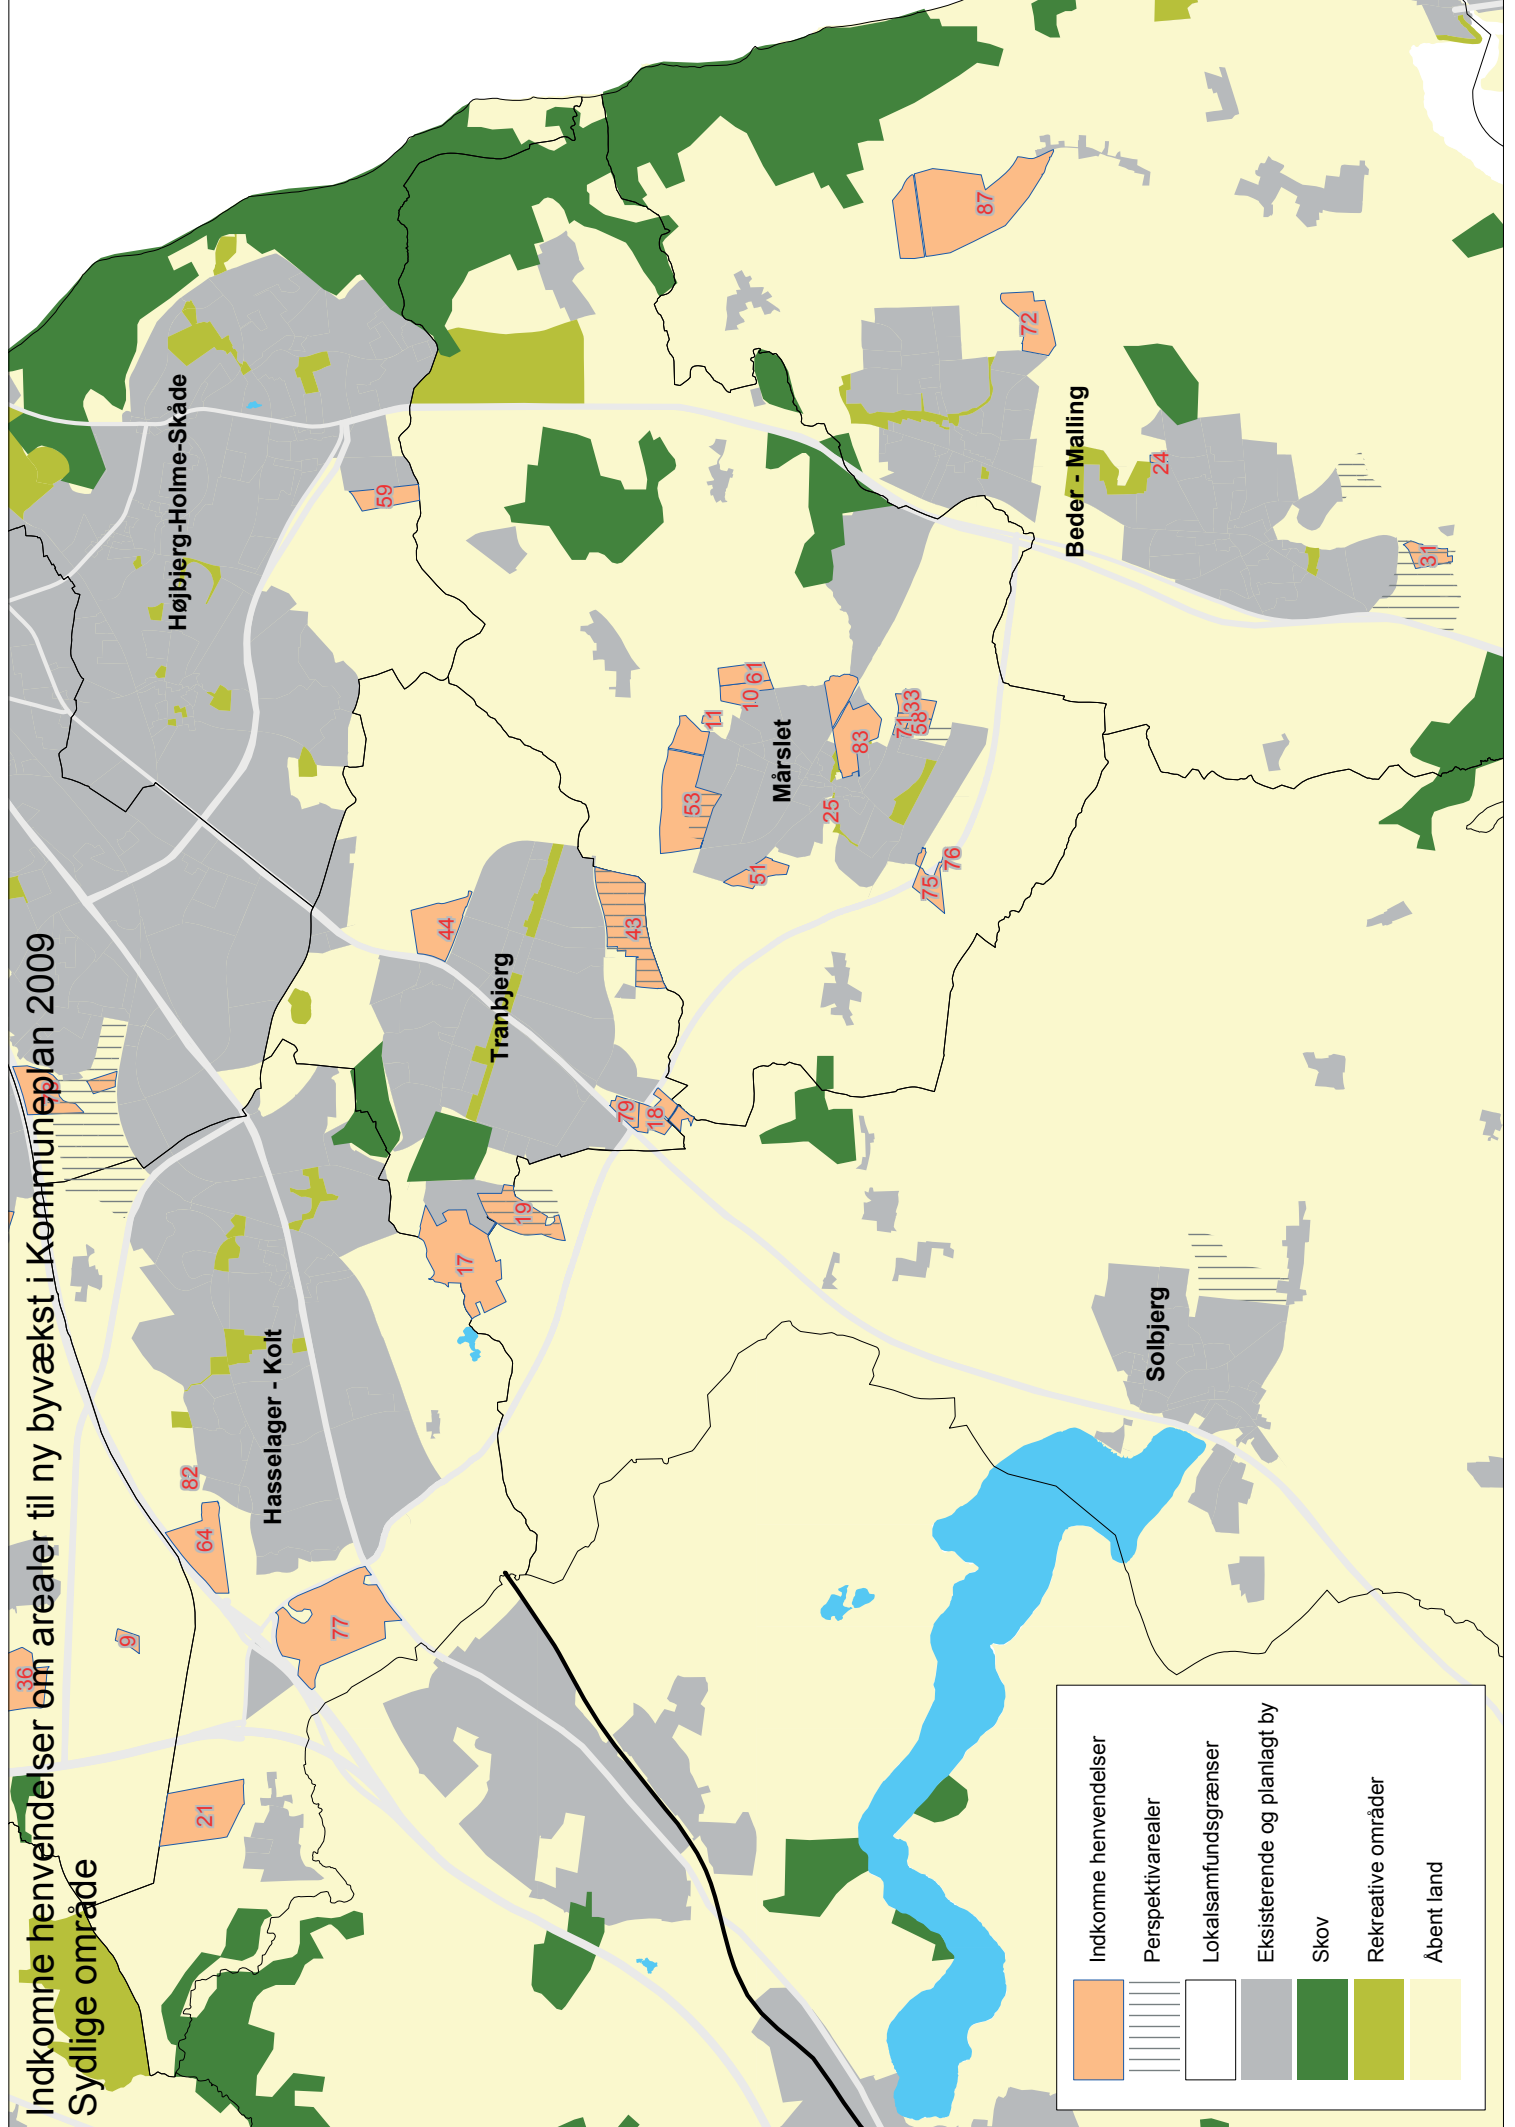 Indkomne henvendelser om arealer til ny byvækst i Kommuneplan 2009
Sydlige område
36
9
21
64
82
77
Hasselager - Kolt
17
19
44
Tranbjerg
43
79
18
Højbjerg-Holme-Skåde
59
53
11
10
61
51
Mårslet
25
83
71
33
58
75
76
87
72
Beder - Malling
24
31
Solbjerg
Indkomne henvendelser
Perspektivarealer
Lokalsamfundsgrænser
Eksisterende og planlagt by
Skov
Rekreative områder
Åbent land